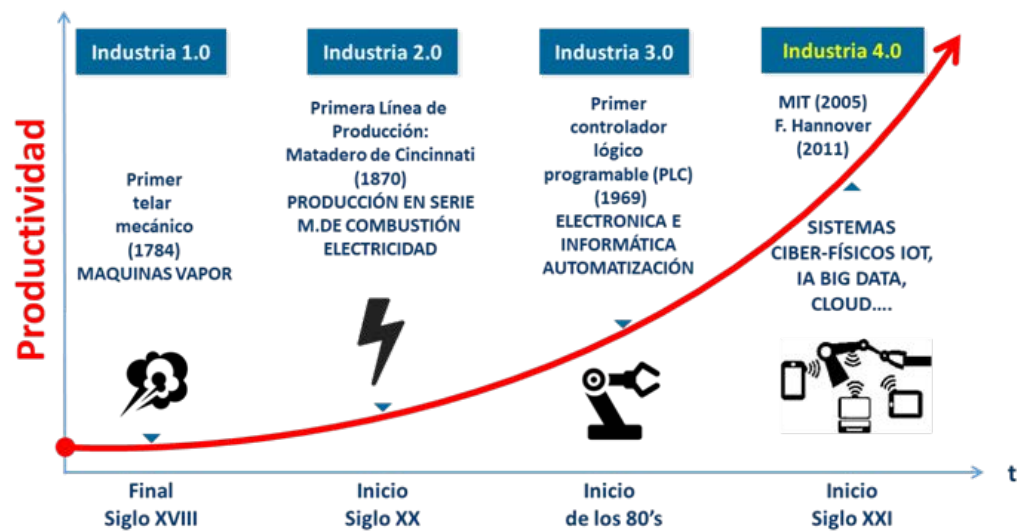 Productividad
Industria 1.0
Primer
telar
mecánico
(1784)
MAQUINAS VAPOR
Industria 2.0
Primera Línea de
Producción:
Matadero de Cincinnati
(1870)
PRODUCCIÓN EN SERIE
M.DE COMBUSTIÓN
ELECTRICIDAD
Industria 3.0
Primer
controlador
lógico
programable (PLC)
(1969)
ELECTRONICA E
INFORMÁTICA
AUTOMATIZACIÓN
Industria 4.0
MIT (2005)
F. Hannover
(2011)
SISTEMAS
CIBER-FÍSICOS IOT,
IA BIG DATA,
CLOUD....
t
Final
Siglo XVIII
Inicio
Siglo XX
Inicio
de los 80's
Inicio
Siglo XXI